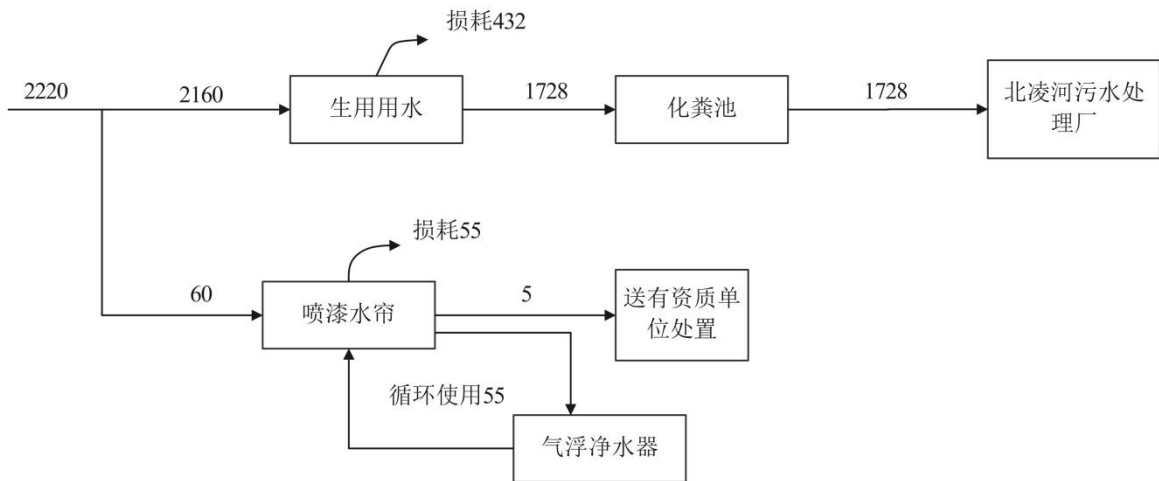 损耗432
2220
2160
生用用水
1728
化粪池
1728
北凌河污水处
理厂
损耗55
60
喷漆水帘
5
送有资质单
位处置
循环使用55
气浮净水器